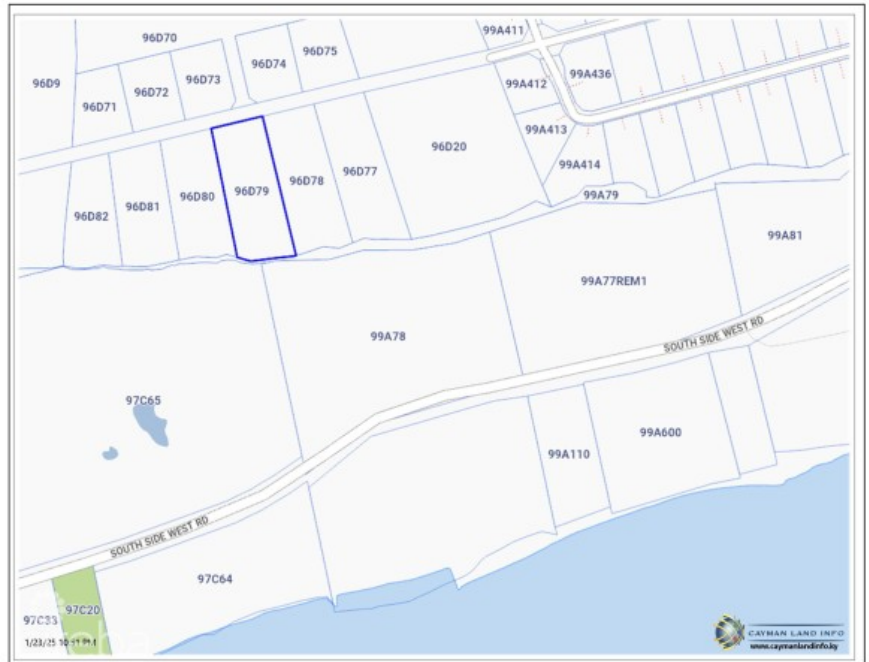 99A411
96D70
96D75
96D74
96D9
96D73
96D72
96D71
99A436
99A412
99A413
96D20
99A414
96D77
96D78
96D79
96D80
96D81
96D82
99A79
99A81
99A77REM1
SOUTH SIDE WEST RD
99A78
97C65
99A600
99A110
SOUTH SIDE WEST RD
97C64
97C20
97C33
CAYMAN LAND INFO
www.caymanlandinfo.ky